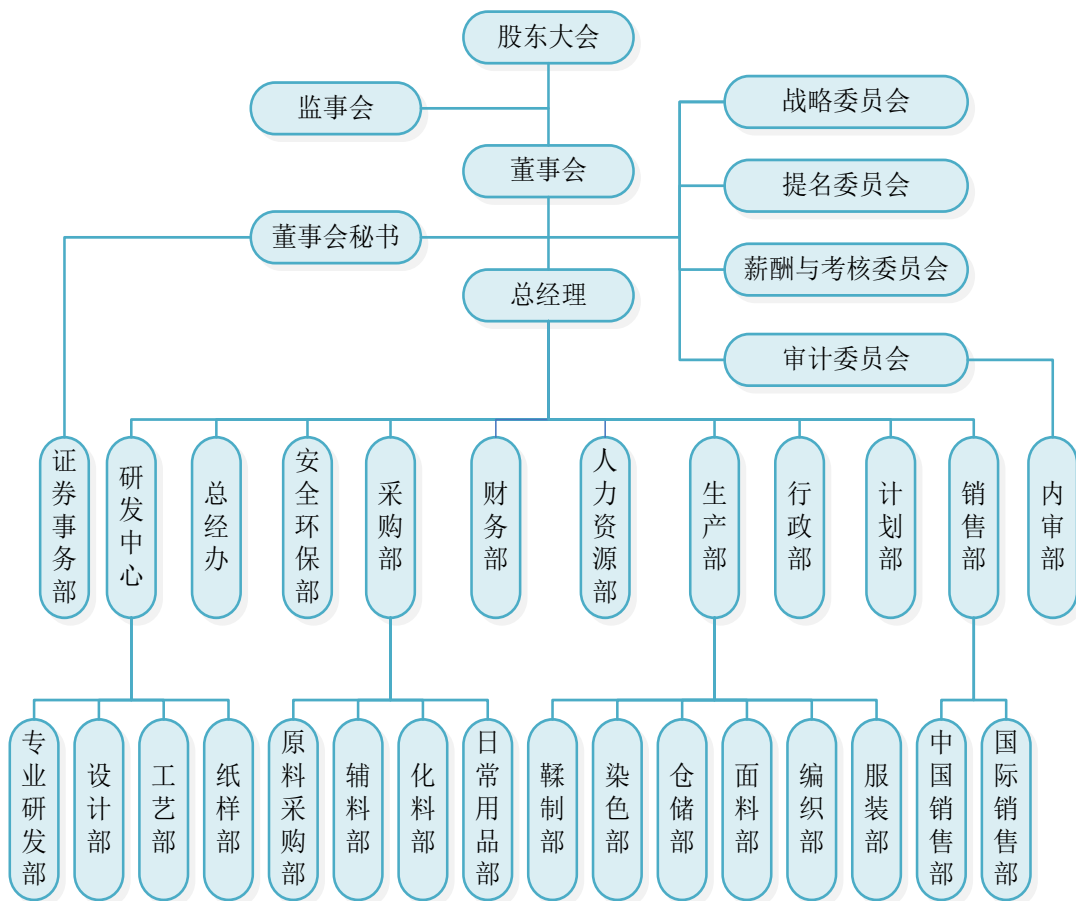 股东大会
监事会
战略委员会
董事会
提名委员会
董事会秘书
薪酬与考核委员会
总经理
审计委员会
证券事务部
研发中心
总经办
安全环保部
采购部
财务部
人力资源部
生产部
行政部
计划部
销售部
内审部
专业研发部
设计部
工艺部
纸样部
原料采购部
辅料部
化料部
日常用品部
鞣制部
染色部
仓储部
面料部
编织部
服装部
中国销售部
国际销售部